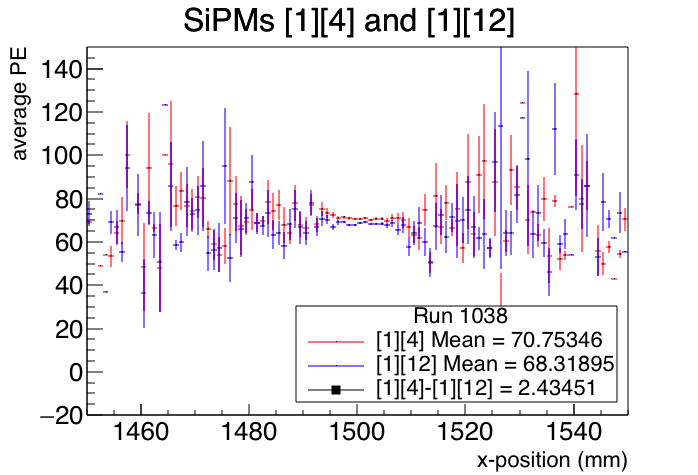 SiPMs [1][4] and [1][12]
average PE
140
120
100
80
60
40
20
0
−20
1460
1480
1500
1520
1540
x-position (mm)
Run 1038
[1][4] Mean = 70.75346
[1][12] Mean = 68.31895
[1][4]-[1][12] = 2.43451